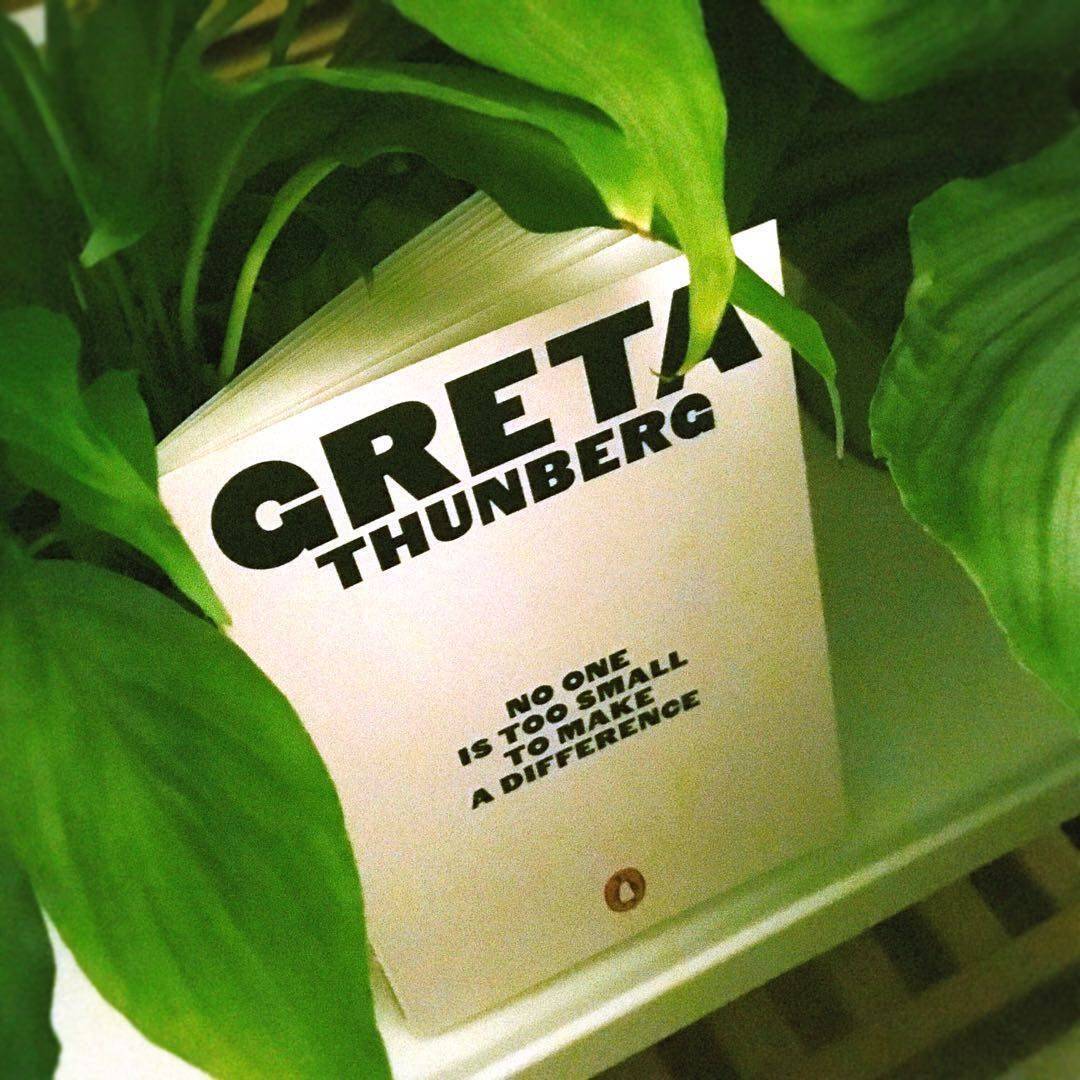 GRETA
THUNBERG
NO ONE
IS TOO SMALL
TO MAKE
A DIFFERENCE